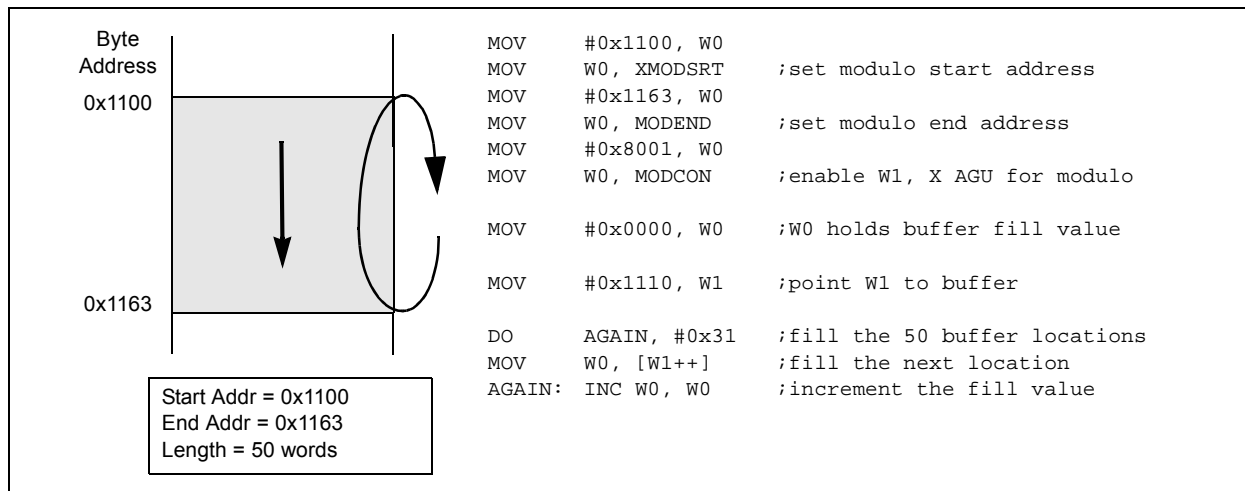 Byte
Address
0x1100
0x1163
Start Addr = 0x1100
End Addr = 0x1163
Length = 50 words
MOV #0x1100, W0
MOV W0, XMODSRT ;set modulo start address
MOV #0x1163, W0
MOV W0, MODEND ;set modulo end address
MOV #0x8001, W0
MOV W0, MODCON ;enable W1, X AGU for modulo
MOV #0x0000, W0 ;W0 holds buffer fill value
MOV #0x1110, W1 ;point W1 to buffer
DO AGAIN, #0x31 ;fill the 50 buffer locations
MOV W0, [W1++] ;fill the next location
AGAIN: INC W0, W0 ;increment the fill value